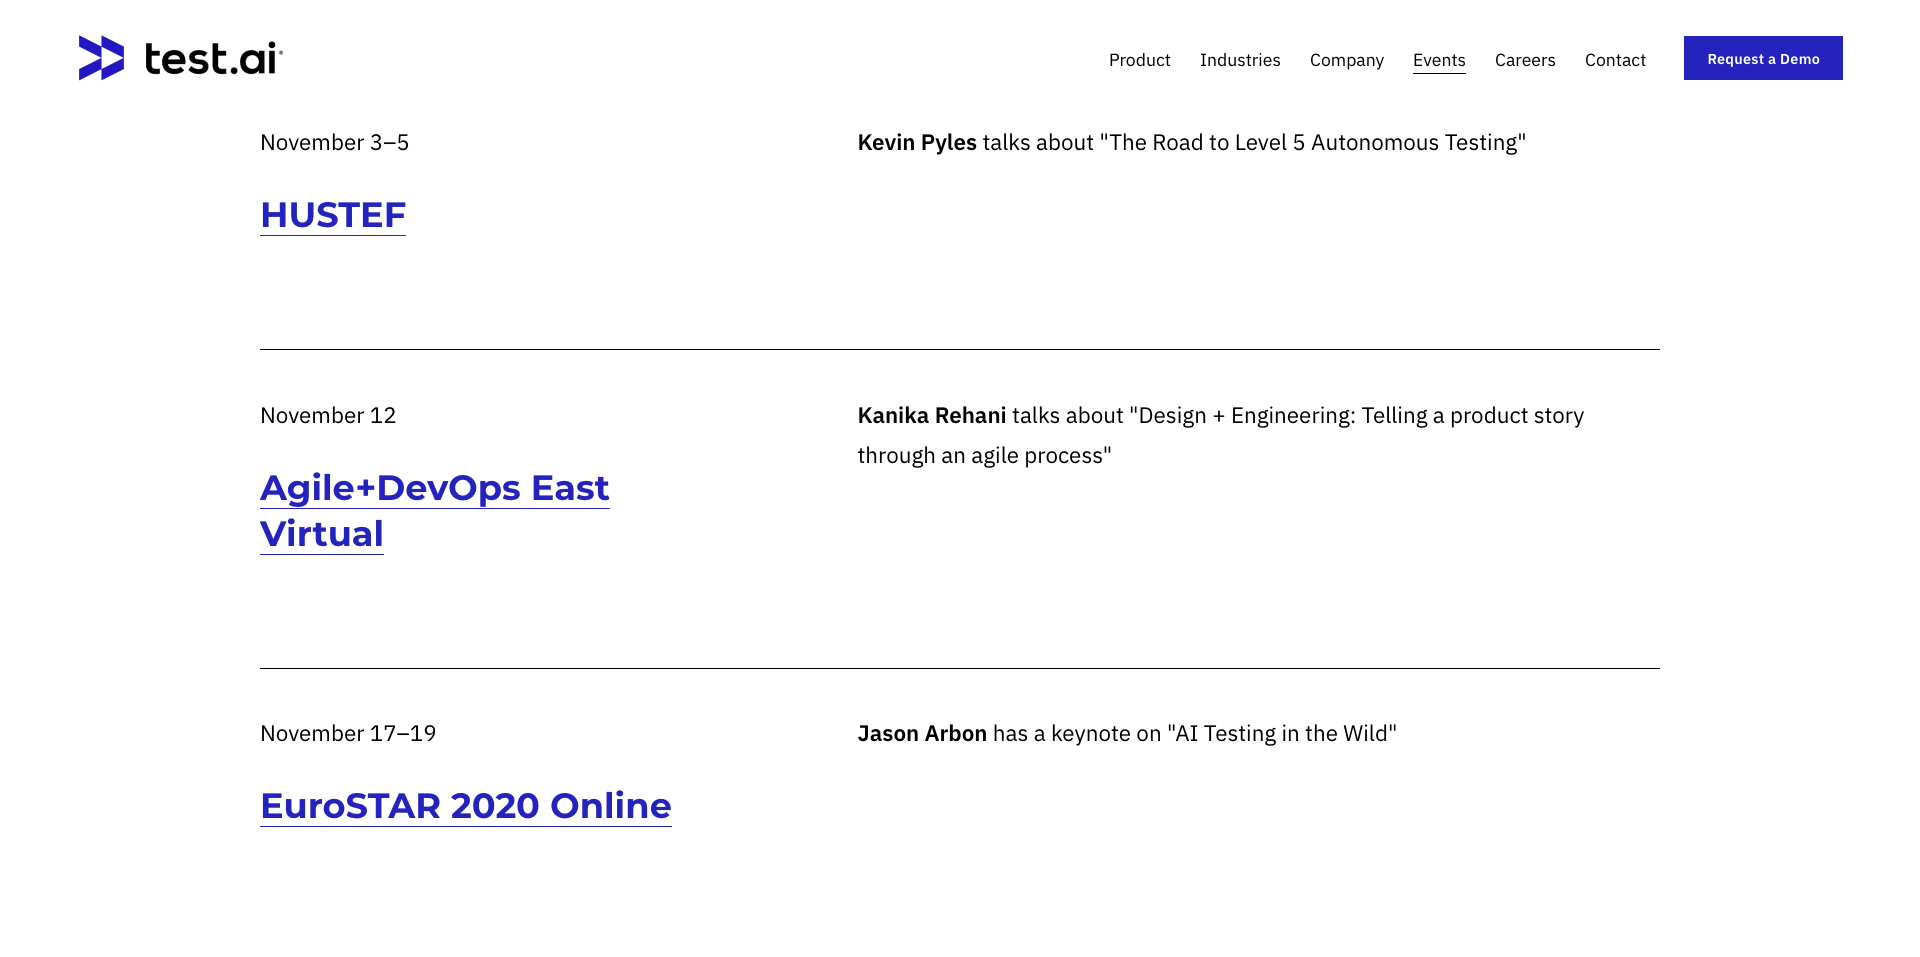 test.ai
Product
Industries
Company
Events
Careers
Contact
Request a Demo
November 3–5
HUSTEF
Kevin Pyles talks about "The Road to Level 5 Autonomous Testing"
November 12
Agile+DevOps East
Virtual
Kanika Rehani talks about "Design + Engineering: Telling a product story
through an agile process"
November 17–19
EuroSTAR 2020 Online
Jason Arbon has a keynote on "AI Testing in the Wild"